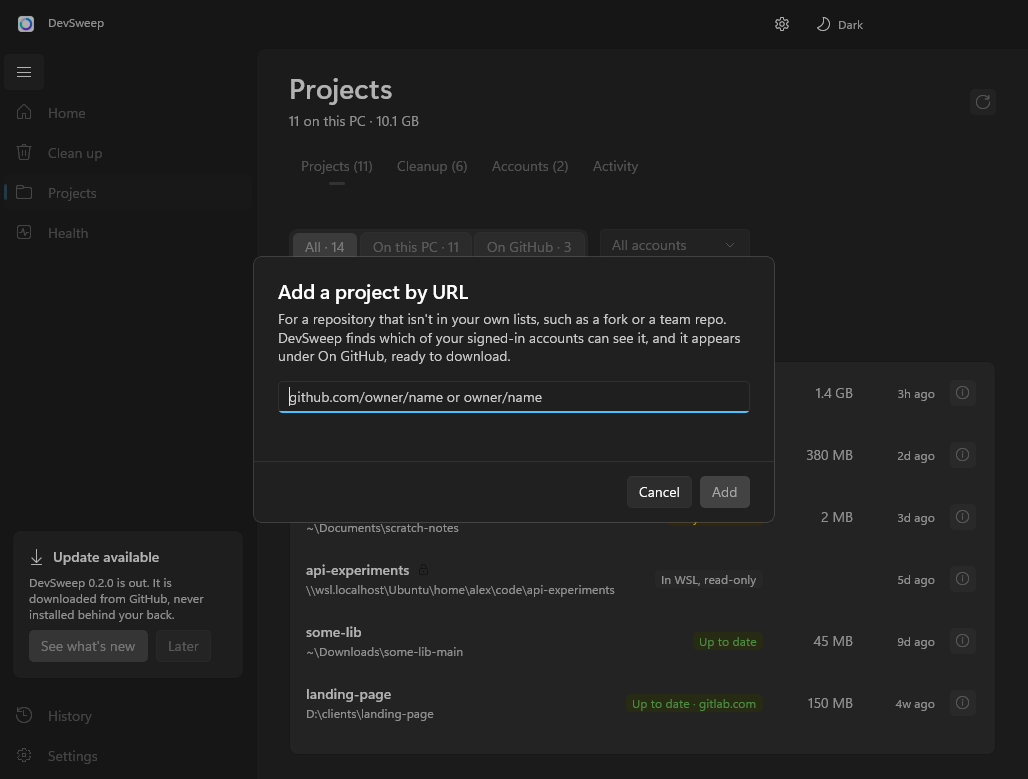 DevSweep
Dark
Home
Clean up
Projects
Health
Projects
11 on this PC · 10.1 GB
Projects (11)
Cleanup (6)
Accounts (2)
Activity
All · 14
On this PC · 11
On GitHub · 3
All accounts
Add a project by URL
For a repository that isn't in your own lists, such as a fork or a team repo.
DevSweep finds which of your signed-in accounts can see it, and it appears
under On GitHub, ready to download.
github.com/owner/name or owner/name
Cancel
Add
1.4 GB
3h ago
380 MB
2d ago
~\Documents\scratch-notes
2 MB
3d ago
api-experiments
\\wsl.localhost\Ubuntu\home\alex\code\api-experiments
In WSL, read-only
5d ago
some-lib
~\Downloads\some-lib-main
Up to date
45 MB
9d ago
landing-page
D:\clients\landing-page
Up to date · gitlab.com
150 MB
4w ago
Update available
DevSweep 0.2.0 is out. It is
downloaded from GitHub, never
installed behind your back.
See what's new
Later
History
Settings